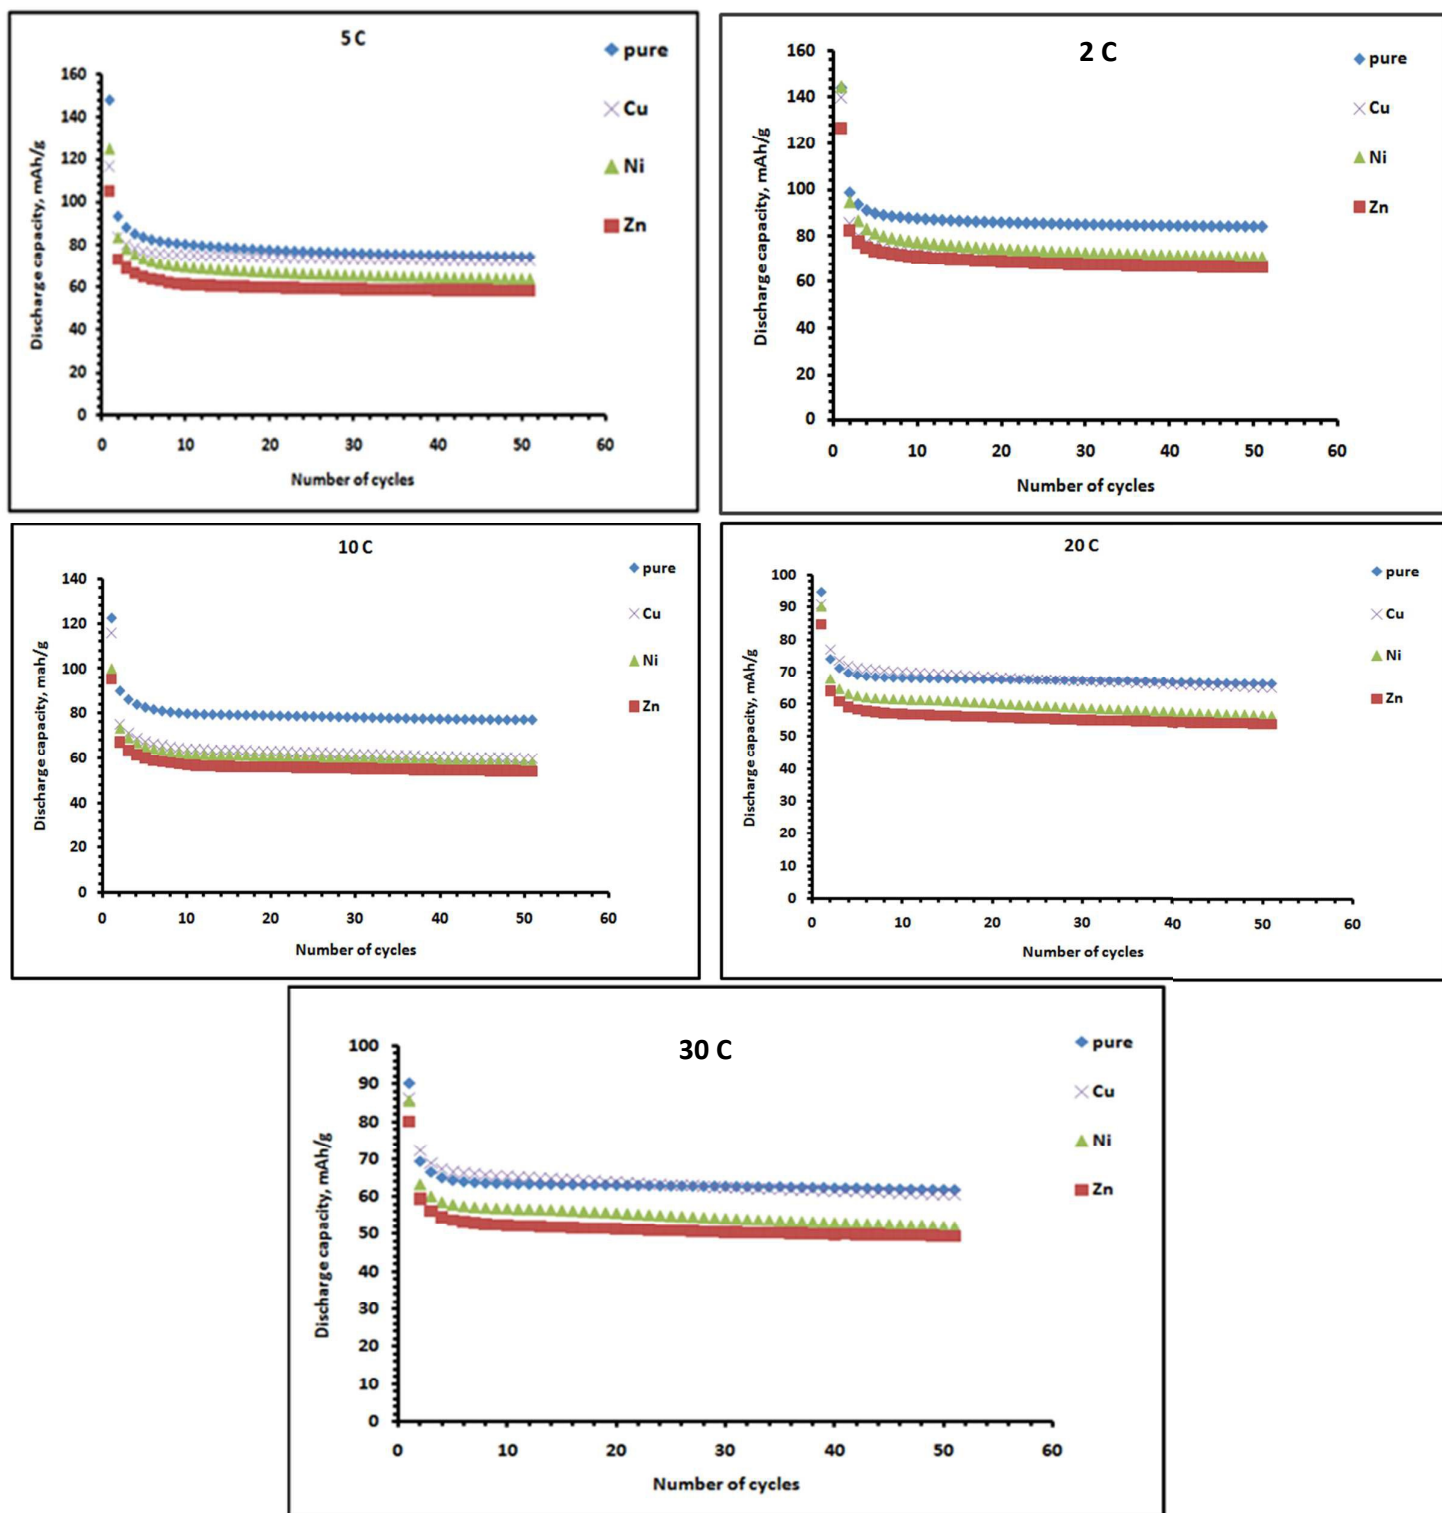 5 C
pure
Cu
Ni
Zn
Discharge capacity, mAh/g
160
140
120
100
80
60
40
20
0
0 10 20 30 40 50 60
Number of cycles
2 C
pure
Cu
Ni
Zn
Discharge capacity, mAh/g
160
140
120
100
80
60
40
20
0
0 10 20 30 40 50 60
Number of cycles
10 C
pure
Cu
Ni
Zn
Discharge capacity, mah/g
140
120
100
80
60
40
20
0
0 10 20 30 40 50 60
Number of cycles
20 C
pure
Cu
Ni
Zn
Discharge capacity, mAh/g
100
90
80
70
60
50
40
30
20
10
0
0 10 20 30 40 50 60
Number of cycles
30 C
pure
Cu
Ni
Zn
Discharge capacity, mAh/g
100
90
80
70
60
50
40
30
20
10
0
0 10 20 30 40 50 60
Number of cycles